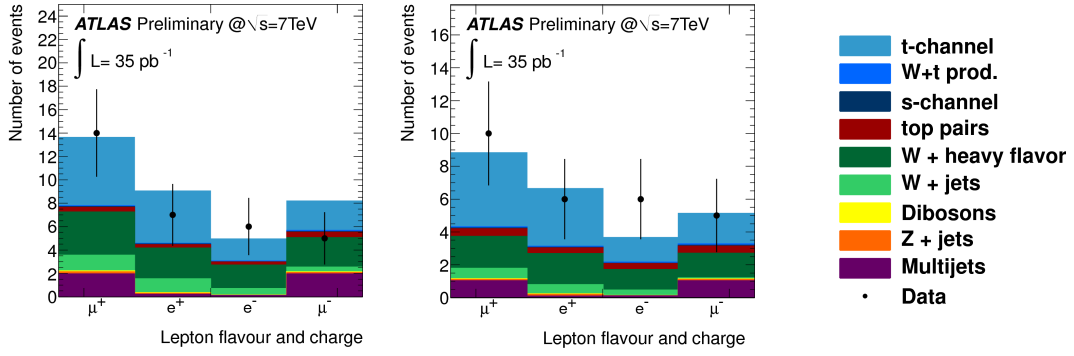 Number of events
24
22
20
18
16
14
12
10
8
6
4
2
0
ATLAS Preliminary @√s=7TeV
∫ L= 35 pb⁻¹
μ⁺ e⁺ e⁻ μ⁻
Lepton flavour and charge
Number of events
16
14
12
10
8
6
4
2
0
ATLAS Preliminary @√s=7TeV
∫ L= 35 pb⁻¹
μ⁺ e⁺ e⁻ μ⁻
Lepton flavour and charge
t-channel
W+t prod.
s-channel
top pairs
W + heavy flavor
W + jets
Dibosons
Z + jets
Multijets
Data